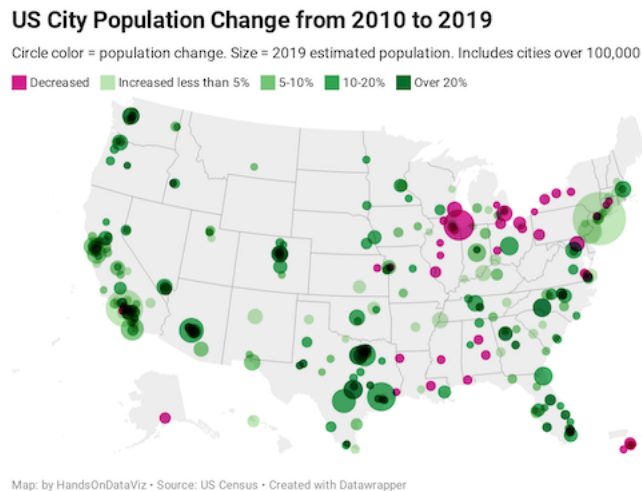 US City Population Change from 2010 to 2019
Circle color = population change. Size = 2019 estimated population. Includes cities over 100,000
Decreased Increased less than 5% 5-10% 10-20% Over 20%
Map: by HandsOnDataViz • Source: US Census • Created with Datawrapper